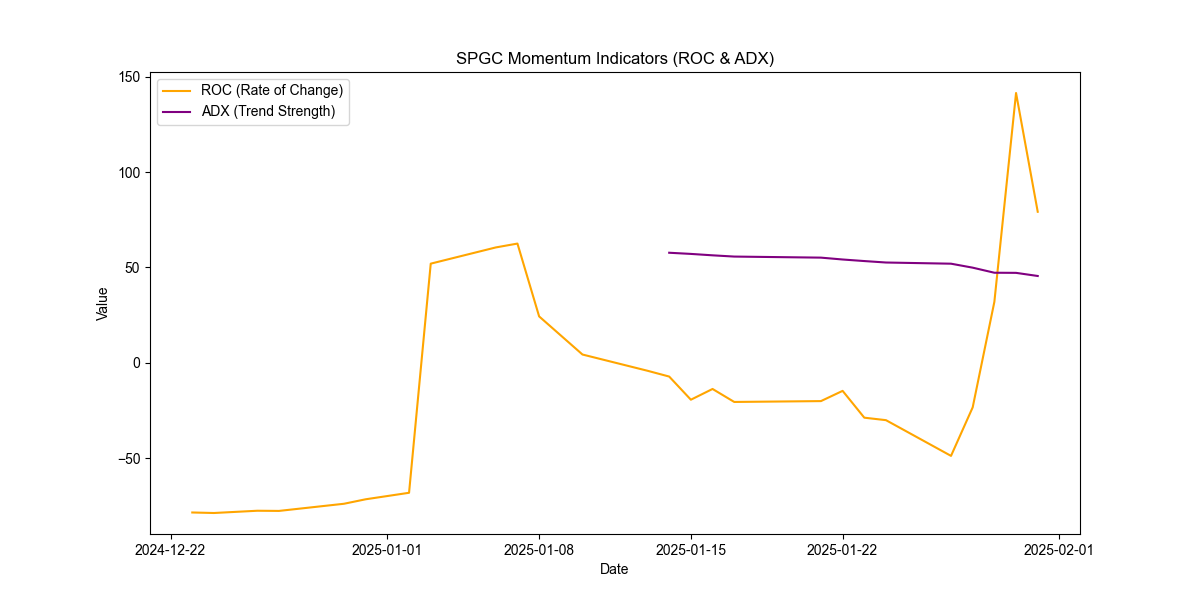 SPGC Momentum Indicators (ROC & ADX)
ROC (Rate of Change)
ADX (Trend Strength)
150
100
50
0
−50
Value
2024-12-22
2025-01-01
2025-01-08
2025-01-15
2025-01-22
2025-02-01
Date